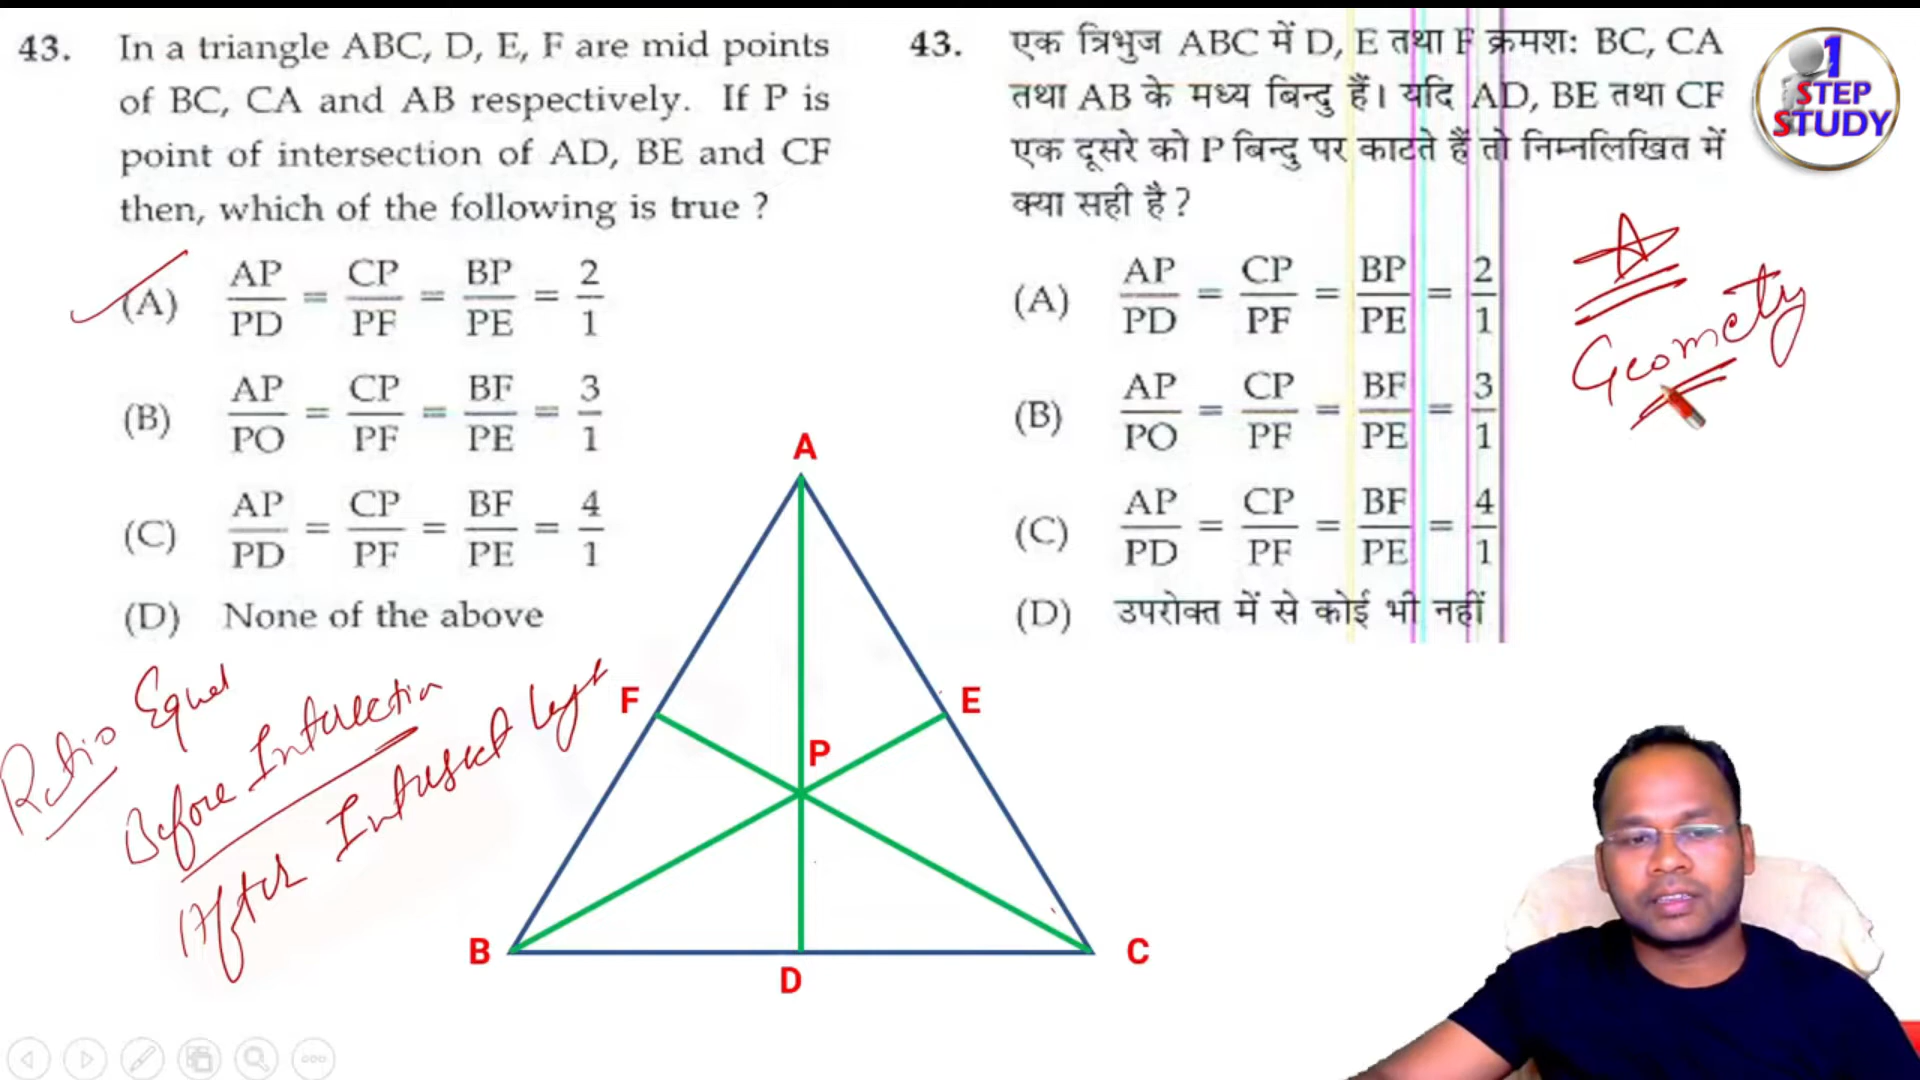 43. In a triangle ABC, D, E, F are mid points
of BC, CA and AB respectively. If P is
point of intersection of AD, BE and CF
then, which of the following is true ?
(A) AP/PD = CP/PF = BP/PE = 2/1
(B) AP/PO = CP/PF = BF/PE = 3/1
(C) AP/PD = CP/PF = BF/PE = 4/1
(D) None of the above
43. एक त्रिभुज ABC में D, E तथा F क्रमशः BC, CA
तथा AB के मध्य बिन्दु हैं। यदि AD, BE तथा CF
एक दूसरे को P बिन्दु पर काटते हैं तो निम्नलिखित में
क्या सही है ?
(A) AP/PD = CP/PF = BP/PE = 2/1
(B) AP/PO = CP/PF = BF/PE = 3/1
(C) AP/PD = CP/PF = BF/PE = 4/1
(D) उपरोक्त में से कोई भी नहीं
1
STEP
STUDY
A
Geomety
Ratio Equal
Before Intersection
After Intersect
A
F
E
P
B
D
C